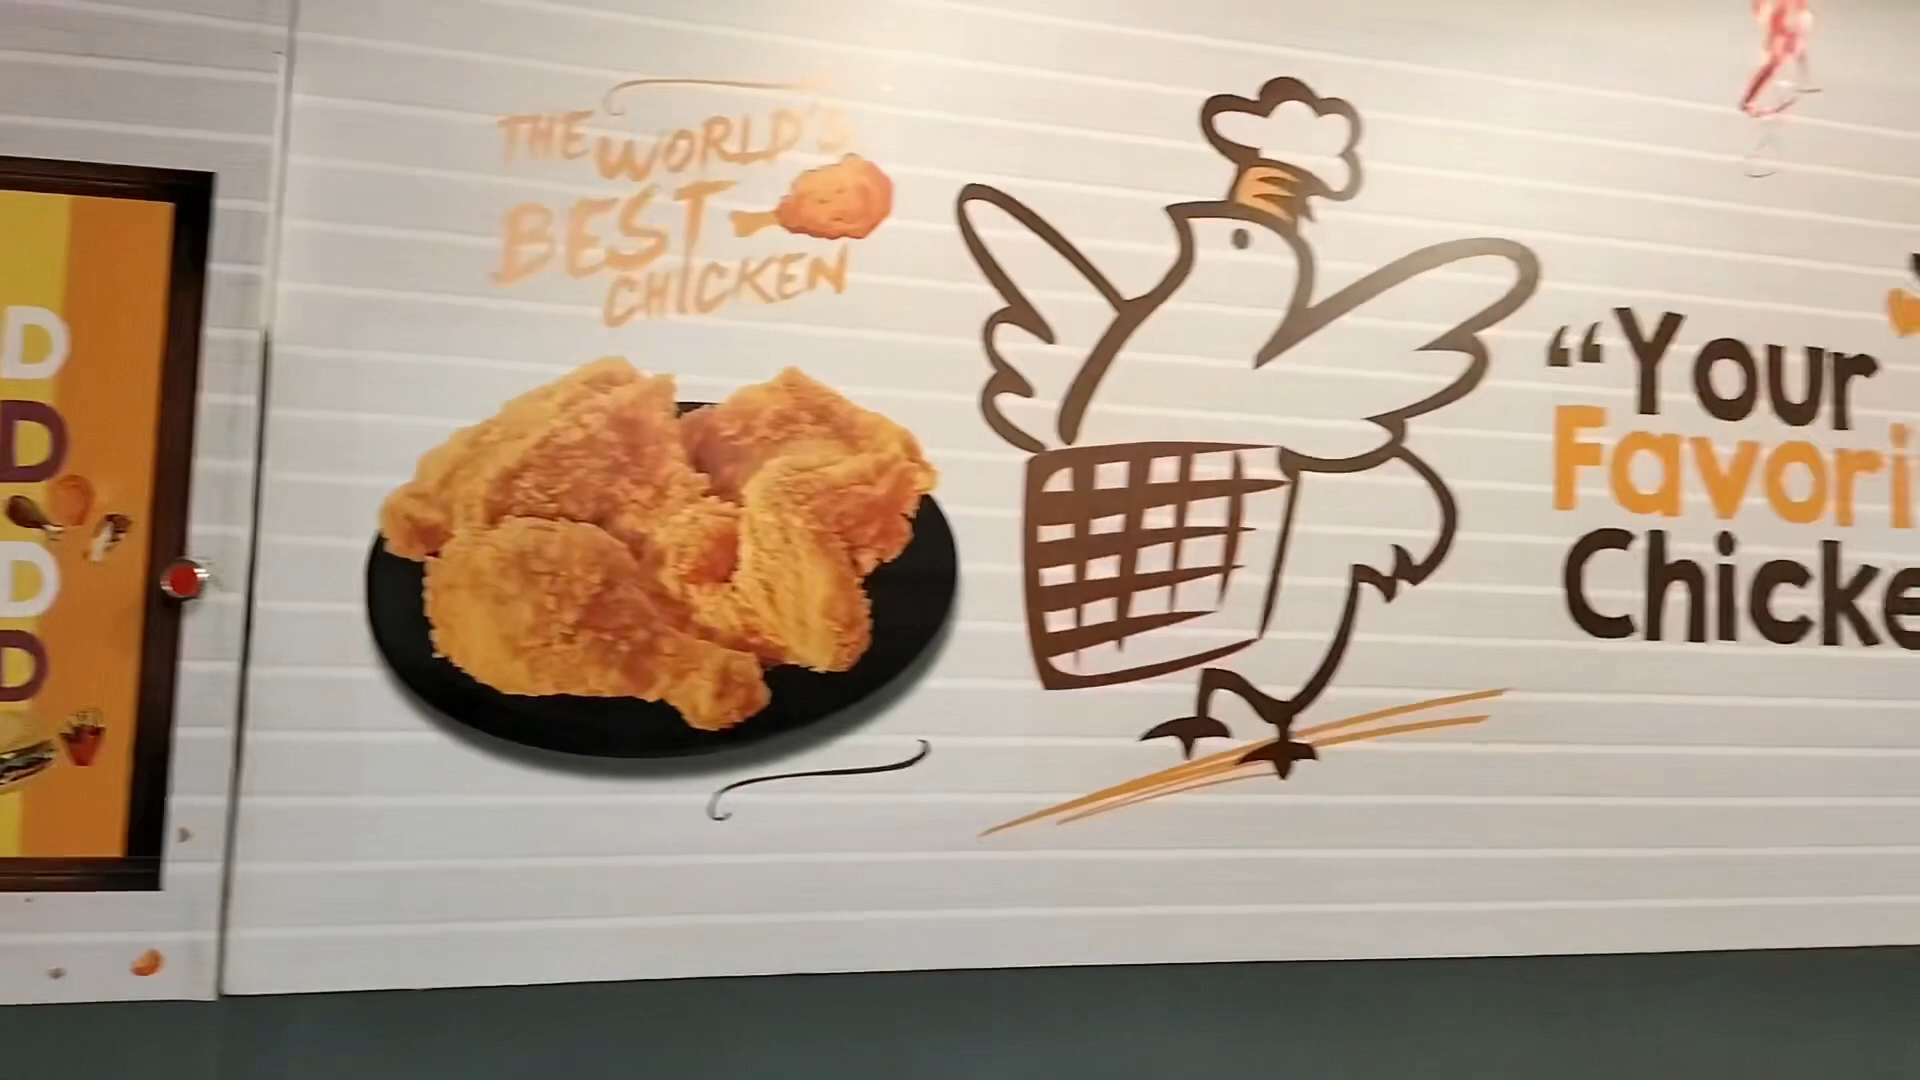 THE WORLD'S
BEST
CHICKEN
“Your
Favori
Chicke
D
D
D
D